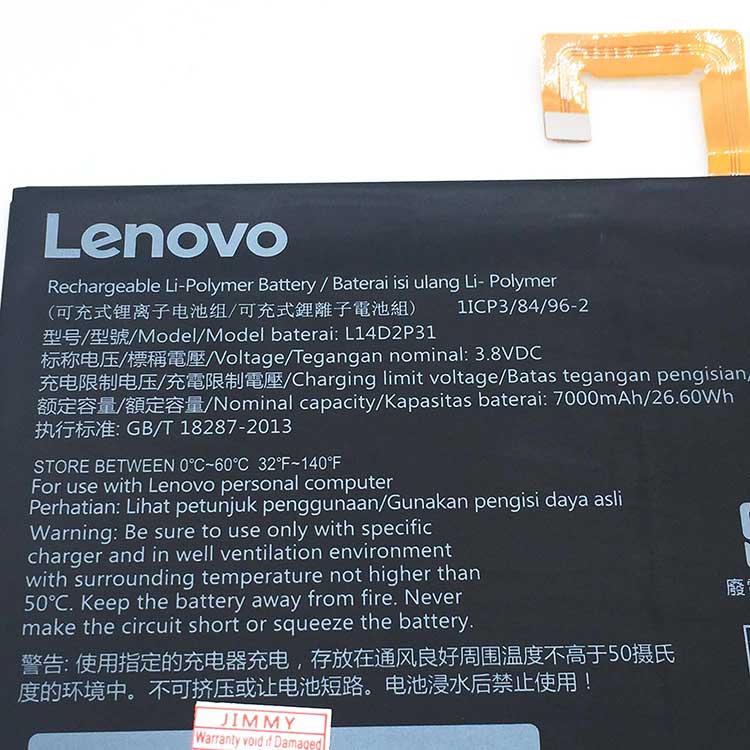 Lenovo
Rechargeable Li-Polymer Battery / Baterai isi ulang Li- Polymer
(可充式锂离子电池组/可充式鋰離子電池組) 1ICP3/84/96-2
型号/型號/Model/Model baterai: L14D2P31
标称电压/標稱電壓/Voltage/Tegangan nominal: 3.8VDC
充电限制电压/充電限制電壓/Charging limit voltage/Batas tegangan pengisian/
额定容量/額定容量/Nominal capacity/Kapasitas baterai: 7000mAh/26.60Wh
执行标准: GB/T 18287-2013
STORE BETWEEN 0°C~60°C 32°F~140°F
For use with Lenovo personal computer
Perhatian: Lihat petunjuk penggunaan/Gunakan pengisi daya asli
Warning: Be sure to use only with specific
charger and in well ventilation environment
with surrounding temperature not higher than
50°C. Keep the battery away from fire. Never
make the circuit short or squeeze the battery.
警告: 使用指定的充电器充电，存放在通风良好周围温度不高于50摄氏
度的环境中。不可挤压或让电池短路。电池浸水后禁止使用！
廢
JIMMY
Warranty void if Damaged